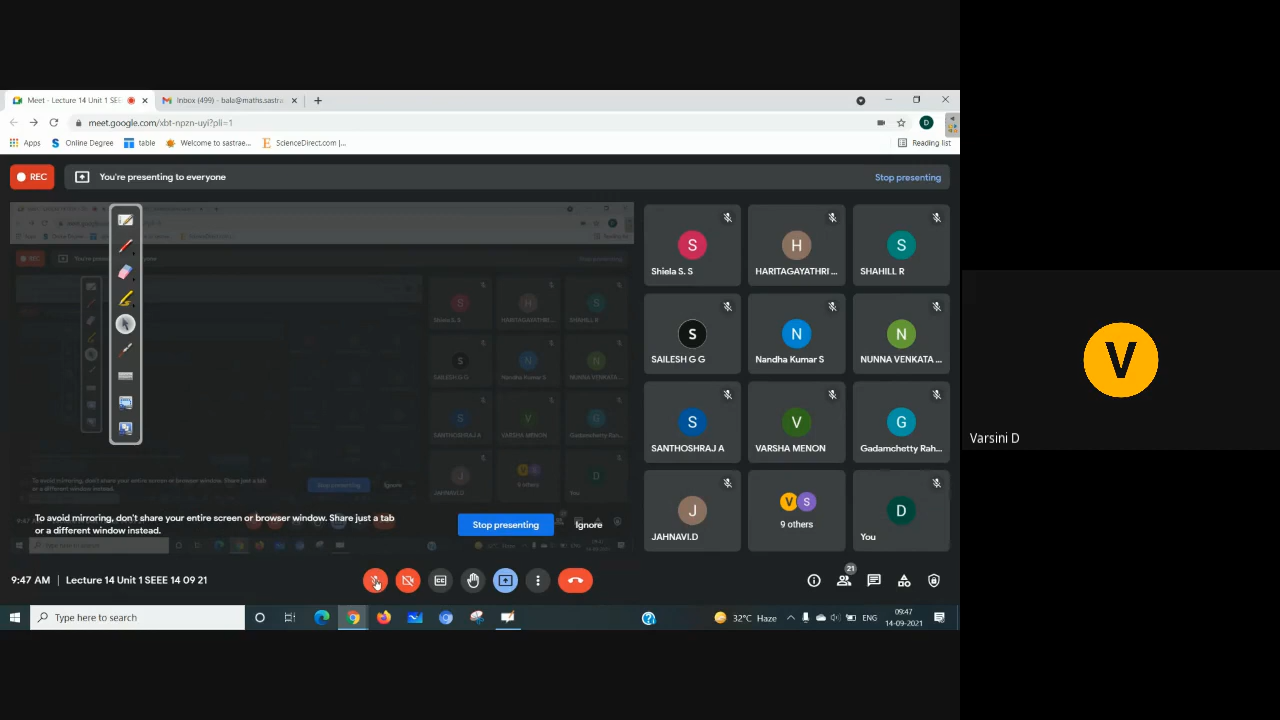 Meet - Lecture 14 Unit 1 SEE
Inbox (499) - bala@maths.sastra
meet.google.com/xbt-npzn-uyi?pli=1
Apps
Online Degree
table
Welcome to sastrae...
ScienceDirect.com |...
Reading list
REC
You're presenting to everyone
Stop presenting
S
H
S
Shiela S. S
HARITAGAYATHRI ...
SHAHILL R
S
N
N
SAILESH G G
Nandha Kumar S
NUNNA VENKATA ...
S
V
G
SANTHOSHRAJ A
VARSHA MENON
Gadamchetty Rah...
J
V S
D
JAHNAVI.D
9 others
You
V
Varsini D
To avoid mirroring, don't share your entire screen or browser window. Share just a tab
or a different window instead.
Stop presenting
Ignore
9:47 AM | Lecture 14 Unit 1 SEEE 14 09 21
CC
21
Type here to search
32°C Haze
ENG
09:47
14-09-2021